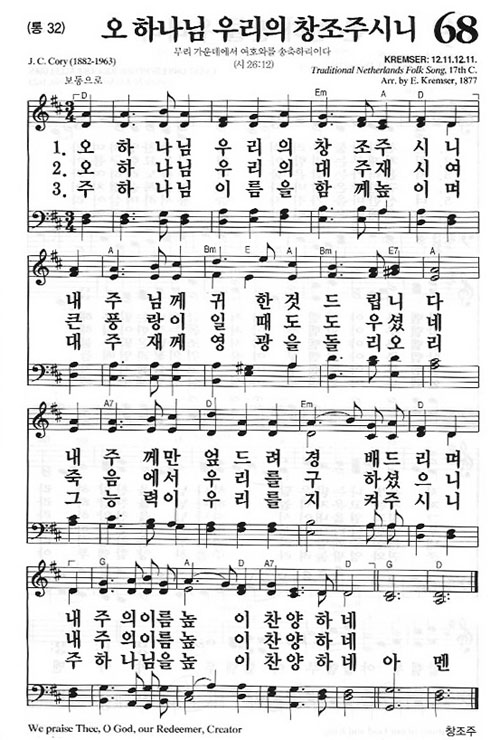 (통 32)
오 하나님 우리의 창조주시니 68
무리 가운데에서 여호와를 송축하리이다
(시 26:12)
J. C. Cory (1882-1963)
KREMSER: 12.11.12.11.
Traditional Netherlands Folk Song, 17th C.
Arr. by E. Kremser, 1877
보통으로
D Em A D
1. 오 하 나님 우 리 의 창 조주 시 니
2. 오 하 나님 우 리 의 대 주재 시 여
3. 주 하 나님 이 름 을 함 께높 이 며
A Bm E A Bm E7 A
내 주 님께 귀 한 것 드 립니 다
큰 풍 랑이 일 때 도 도 우셨 네
대 주 재께 영 광 을 돌 리오 리
A7 D Em D
내 주 께만 엎 드 려 경 배드리며
죽 음 에서 우 리 를 구 하셨으니
그 능 력이 우 리 를 지 켜주시니
G A D A7 D G D
내 주 의이름 높 이 찬양 하 네
내 주 의이름 높 이 찬양 하 네
주 하 나님을 높 이 찬양 하 네 아 멘
We praise Thee, O God, our Redeemer, Creator
창조주